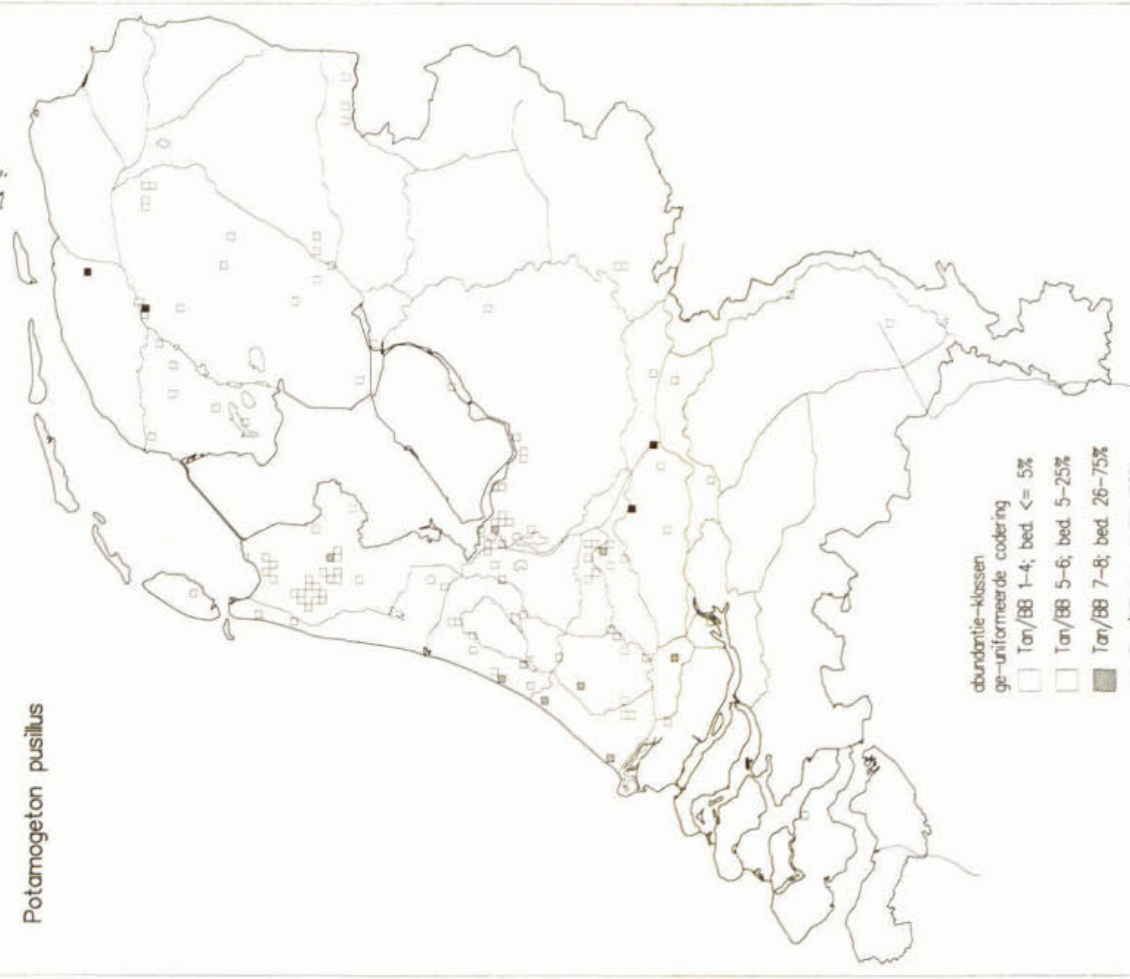 Potamogeton pusillus
abundantie-klassen
ge-uniformeerde codering
Tan/BB 1-4; bed. <= 5%
Tan/BB 5-6; bed. 5-25%
Tan/BB 7-8; bed. 26-75%